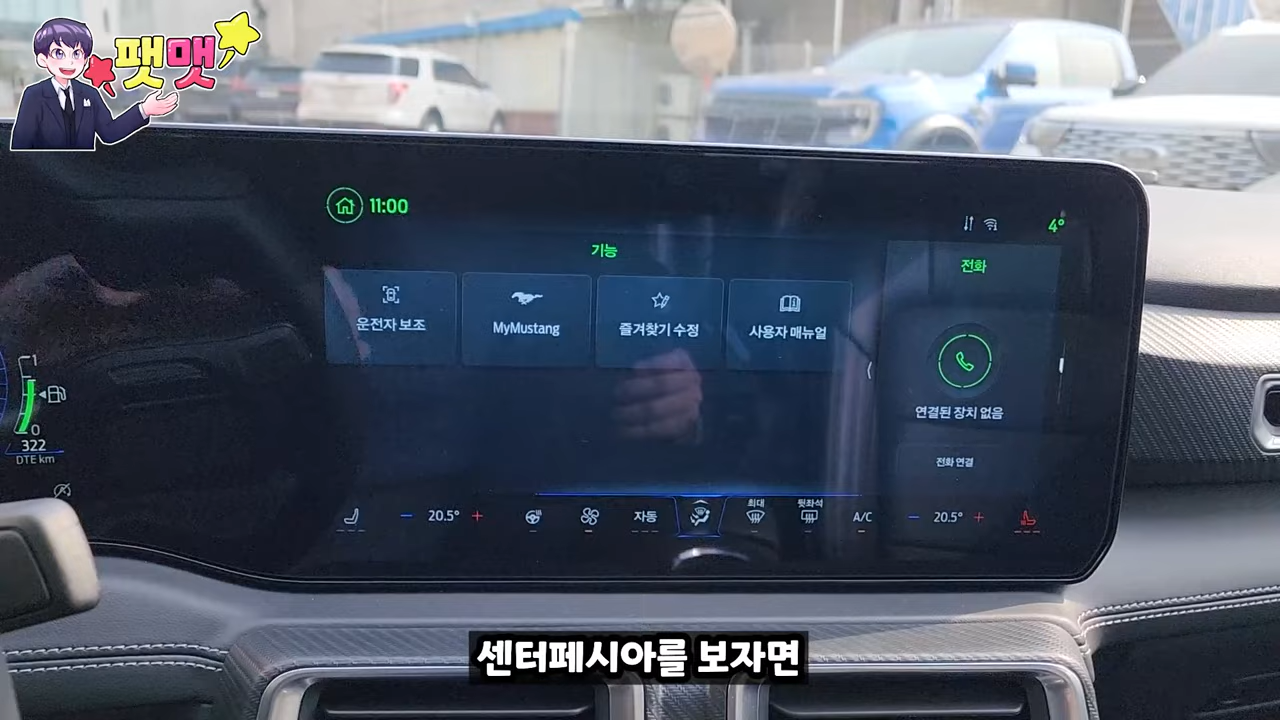 팻맷
11:00
4°
기능
전화
운전자 보조
MyMustang
즐겨찾기 수정
사용자 매뉴얼
1
0
322
DTE km
연결된 장치 없음
전화 연결
최대
뒷좌석
20.5°
자동
A/C
20.5°
센터페시아를 보자면